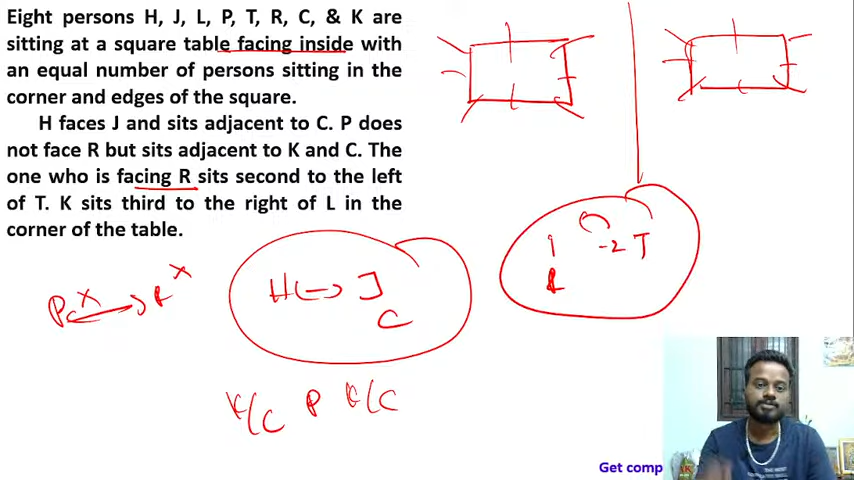 Eight persons H, J, L, P, T, R, C, & K are
sitting at a square table facing inside with
an equal number of persons sitting in the
corner and edges of the square.
H faces J and sits adjacent to C. P does
not face R but sits adjacent to K and C. The
one who is facing R sits second to the left
of T. K sits third to the right of L in the
corner of the table.
H ↔ J
C
-2 T
R
P ↔ R
K/C P K/C
Get comp